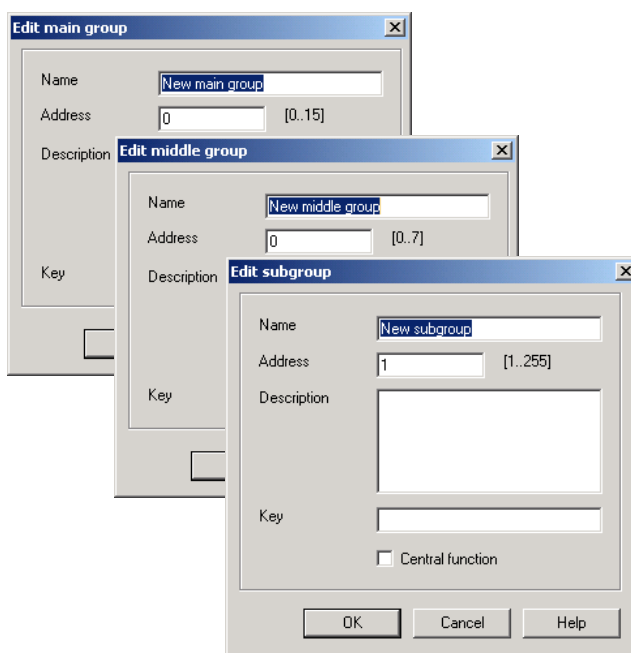 Edit main group
Name New main group
Address 0 [0..15]
Description
Key
Edit middle group
Name New middle group
Address 0 [0..7]
Description
Key
Edit subgroup
Name New subgroup
Address 1 [1..255]
Description
Key
Central function
OK Cancel Help